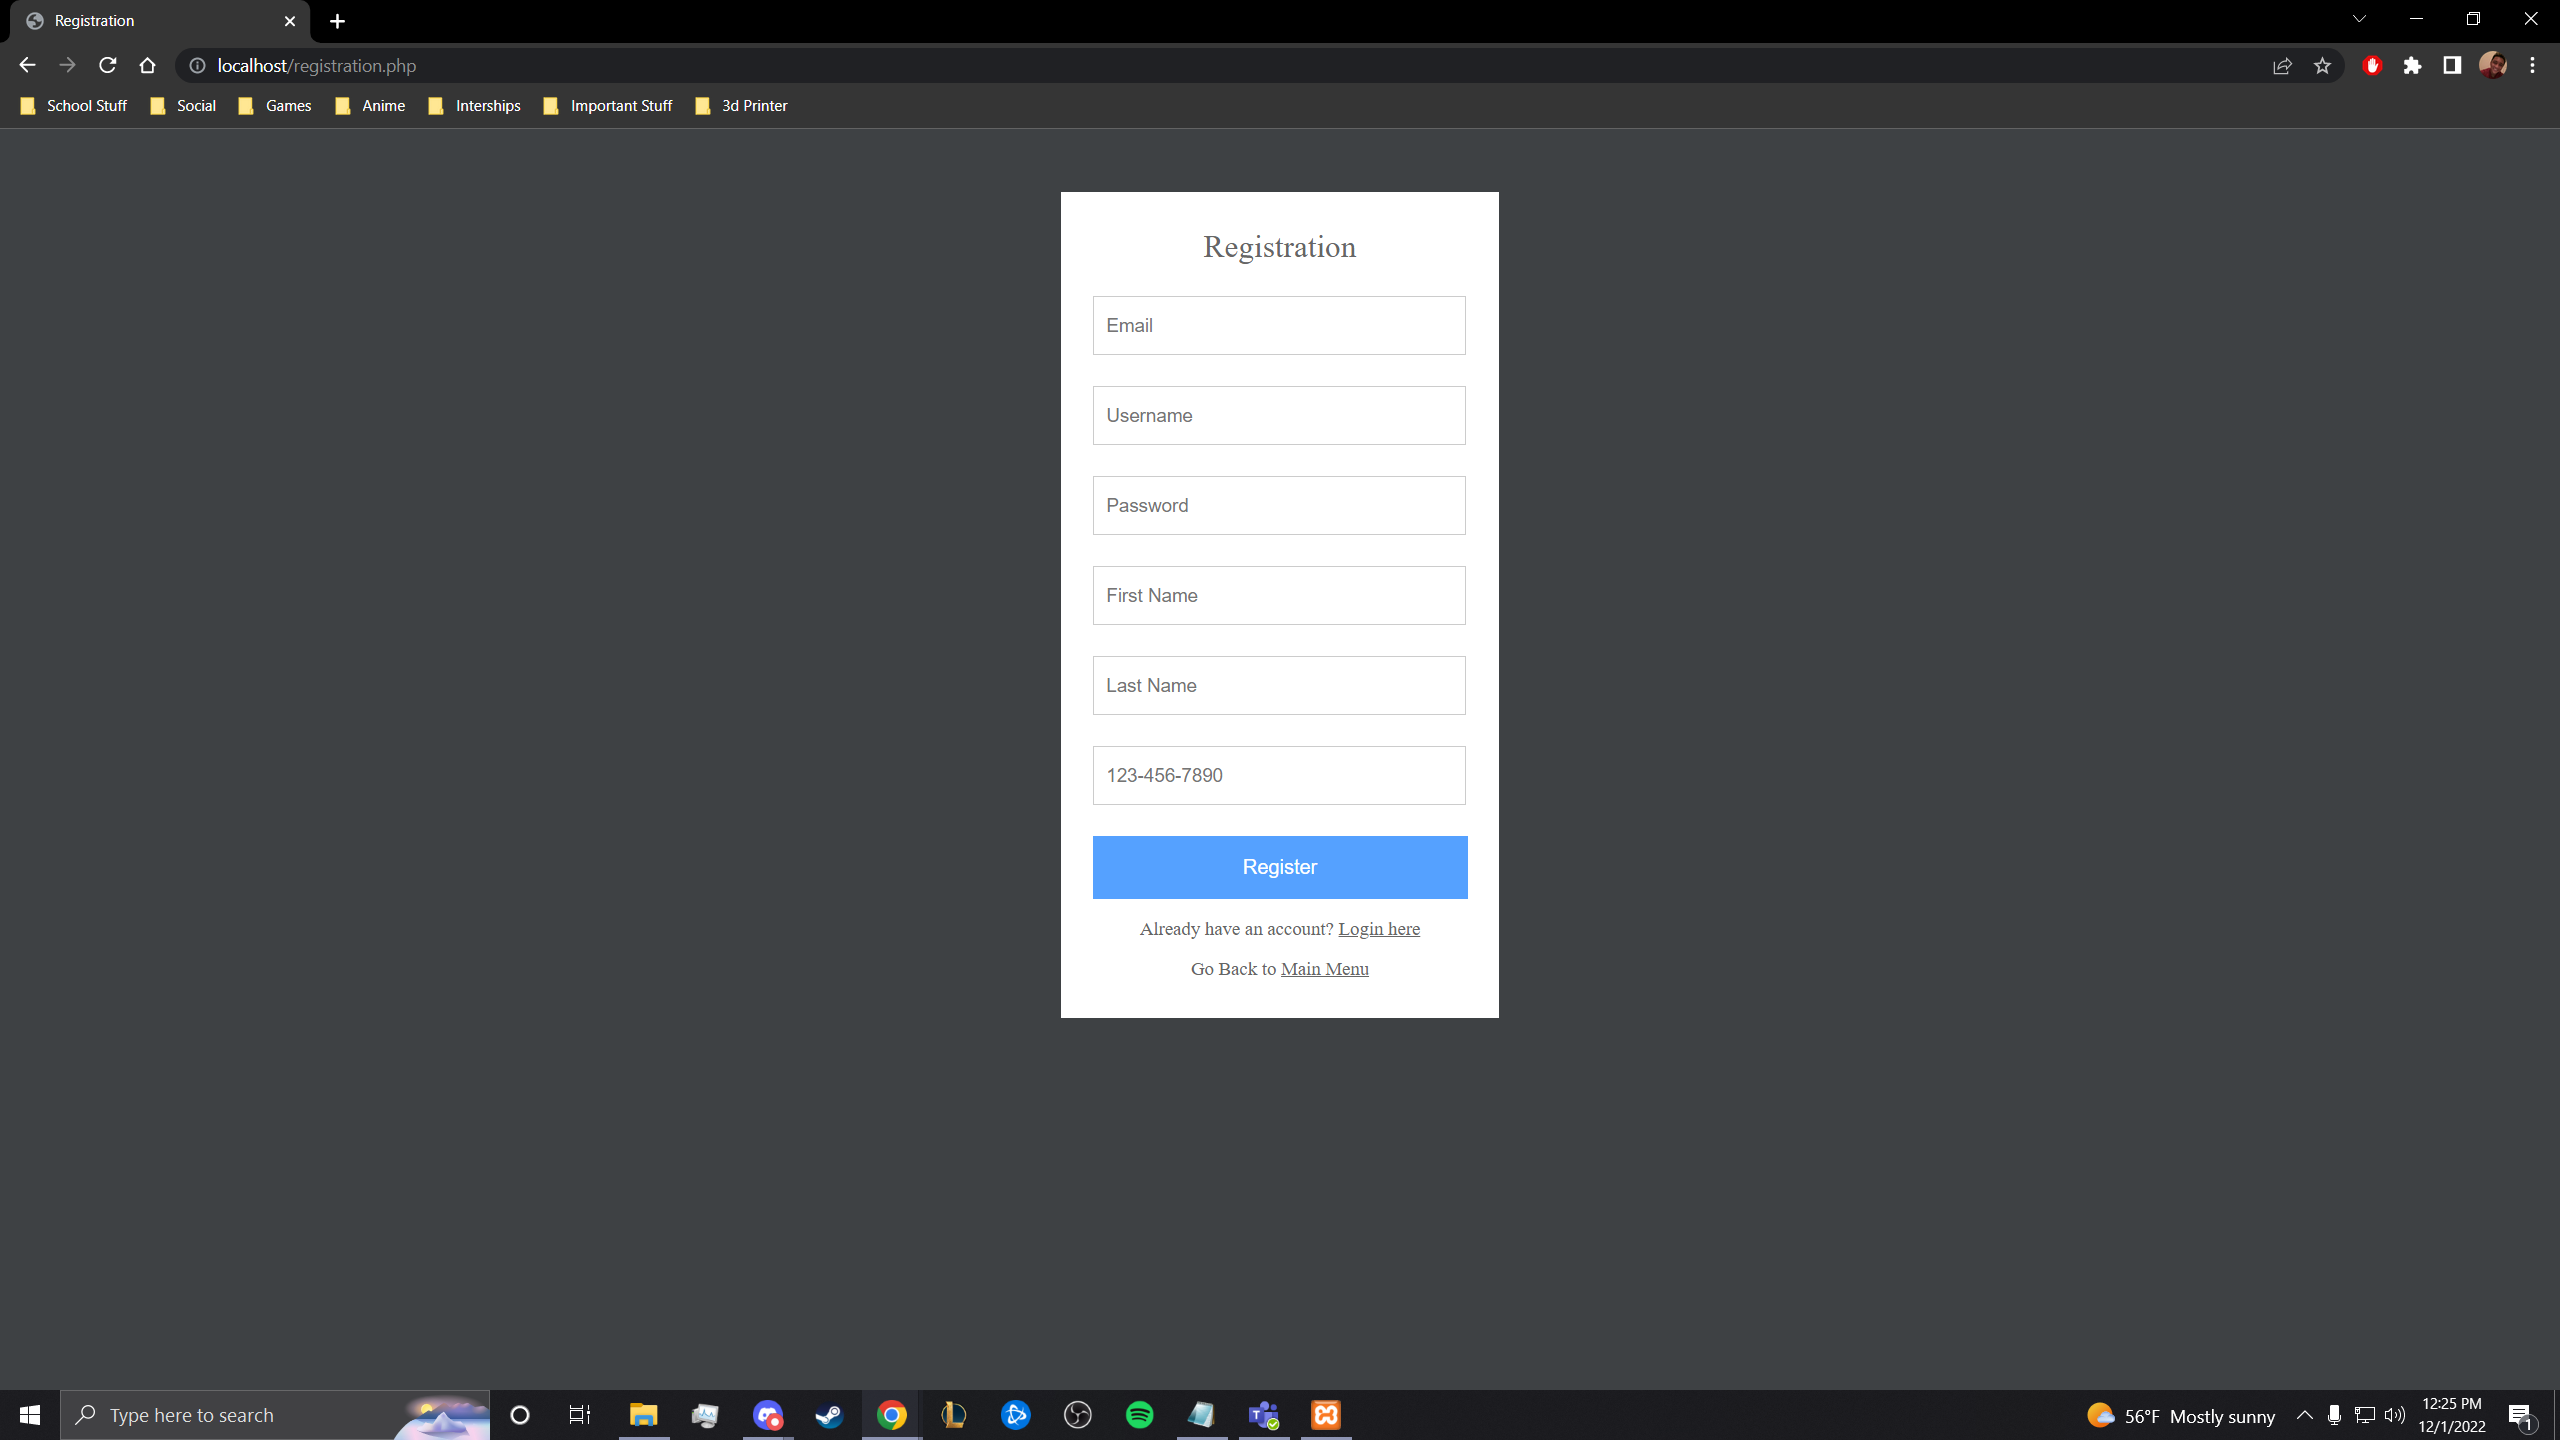 Registration
localhost/registration.php
School Stuff Social Games Anime Interships Important Stuff 3d Printer
Registration
Email
Username
Password
First Name
Last Name
123-456-7890
Register
Already have an account? Login here
Go Back to Main Menu
Type here to search
56°F Mostly sunny
12:25 PM
12/1/2022
1